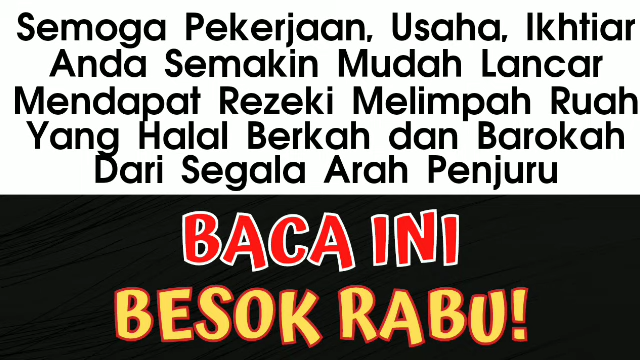 Semoga Pekerjaan, Usaha, Ikhtiar
Anda Semakin Mudah Lancar
Mendapat Rezeki Melimpah Ruah
Yang Halal Berkah dan Barokah
Dari Segala Arah Penjuru
BACA INI
BESOK RABU!